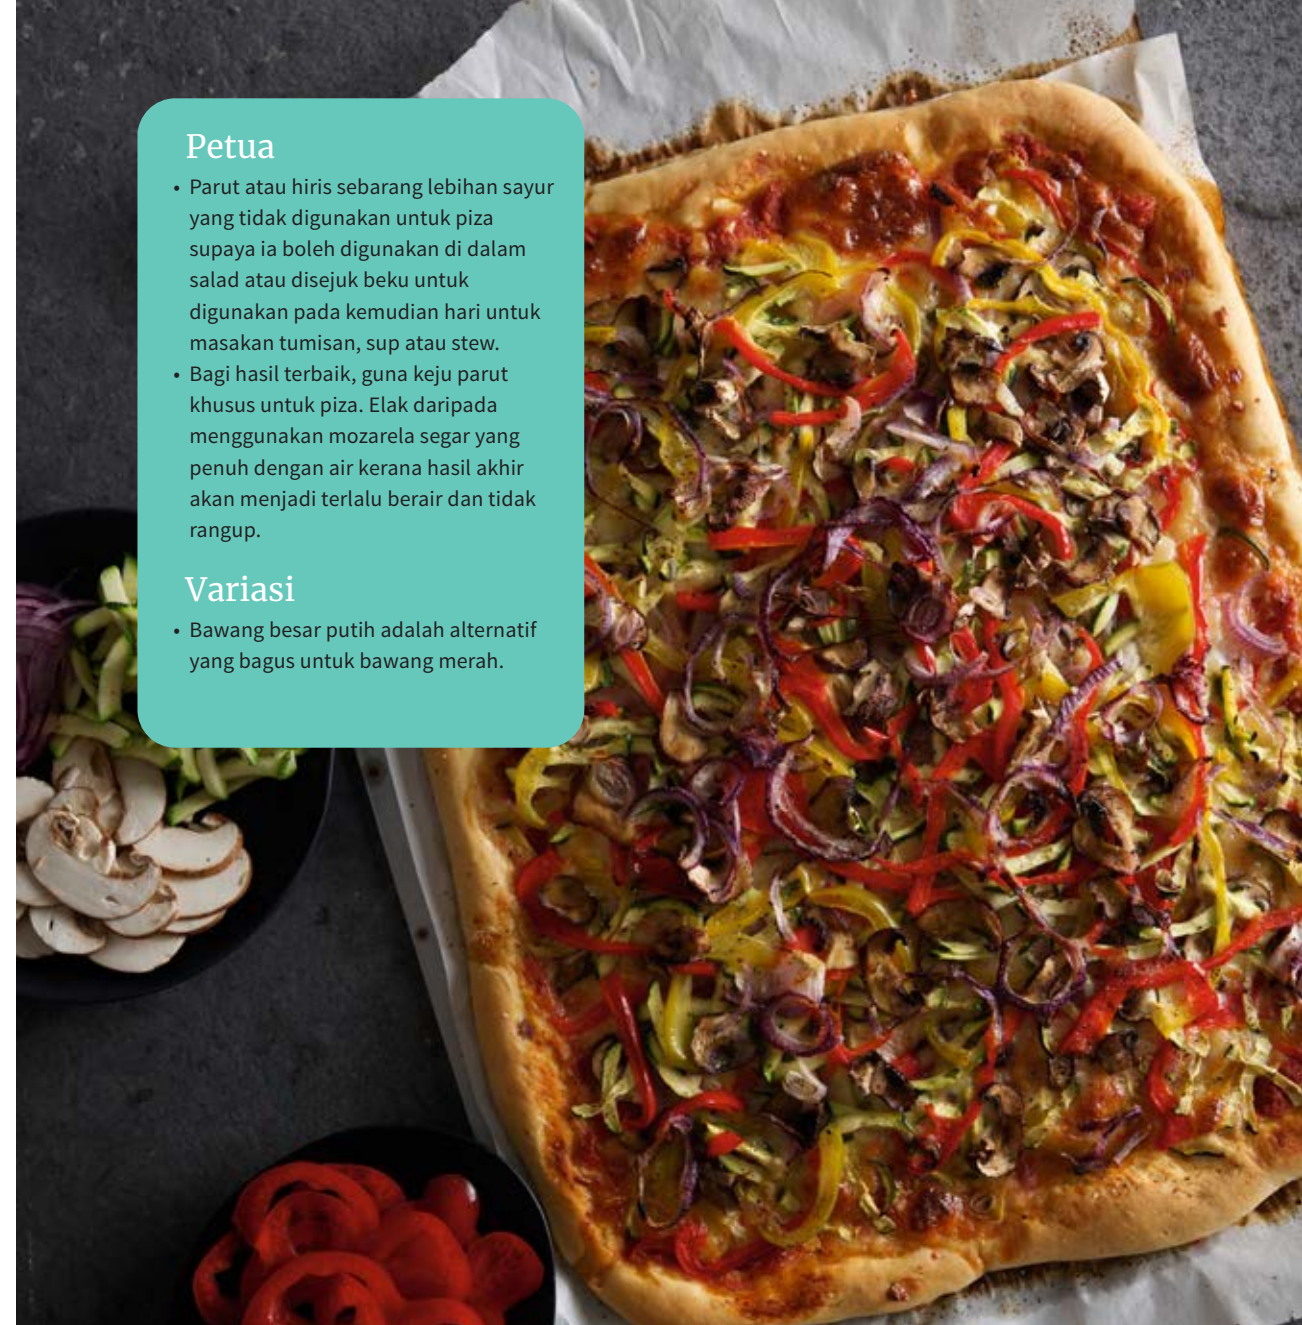 Petua
• Parut atau hiris sebarang lebihan sayur
yang tidak digunakan untuk piza
supaya ia boleh digunakan di dalam
salad atau disejuk beku untuk
digunakan pada kemudian hari untuk
masakan tumisan, sup atau stew.
• Bagi hasil terbaik, guna keju parut
khusus untuk piza. Elak daripada
menggunakan mozarela segar yang
penuh dengan air kerana hasil akhir
akan menjadi terlalu berair dan tidak
rangup.
Variasi
• Bawang besar putih adalah alternatif
yang bagus untuk bawang merah.